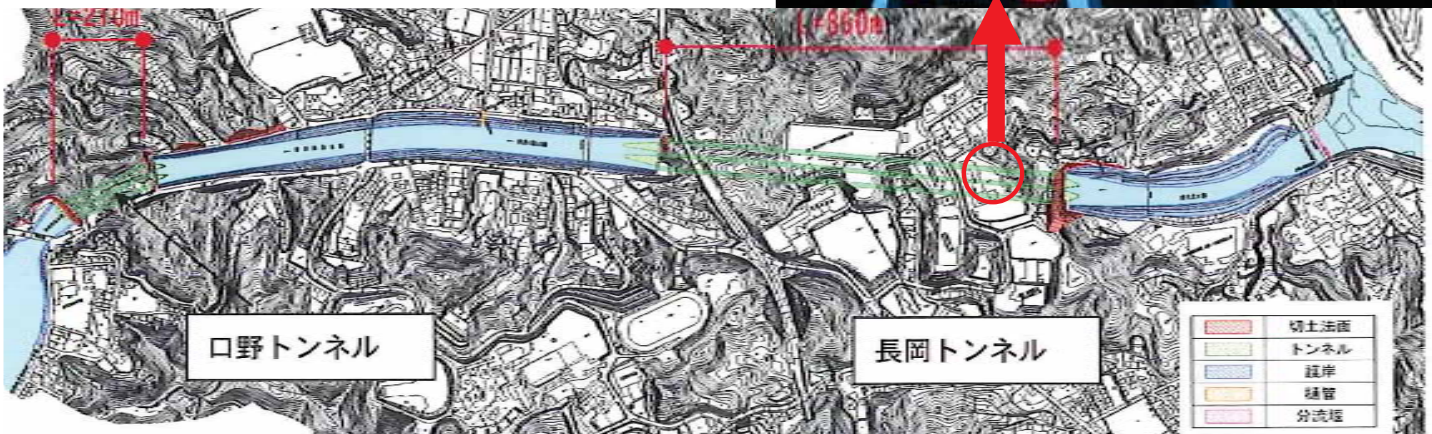 L=210m
L=860m
口野トンネル
長岡トンネル
切土法面
トンネル
護岸
樋管
分流堰